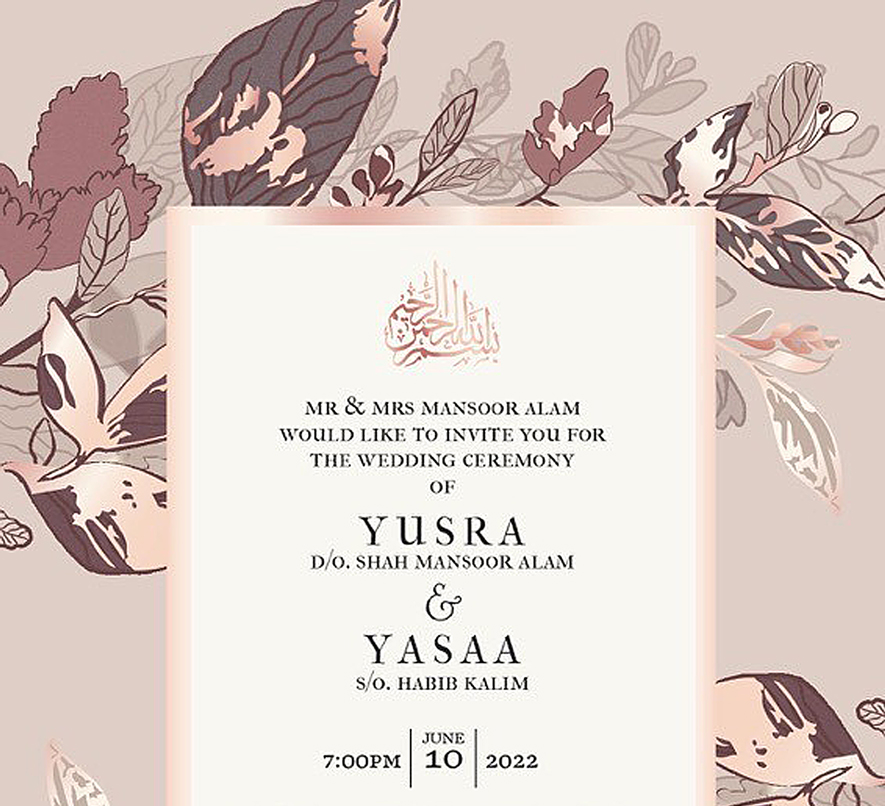 بسم الله الرحمن الرحيم
MR & MRS MANSOOR ALAM
WOULD LIKE TO INVITE YOU FOR
THE WEDDING CEREMONY
OF
YUSRA
D/O. SHAH MANSOOR ALAM
&
YASAA
S/O. HABIB KALIM
7:00PM | JUNE 10 | 2022